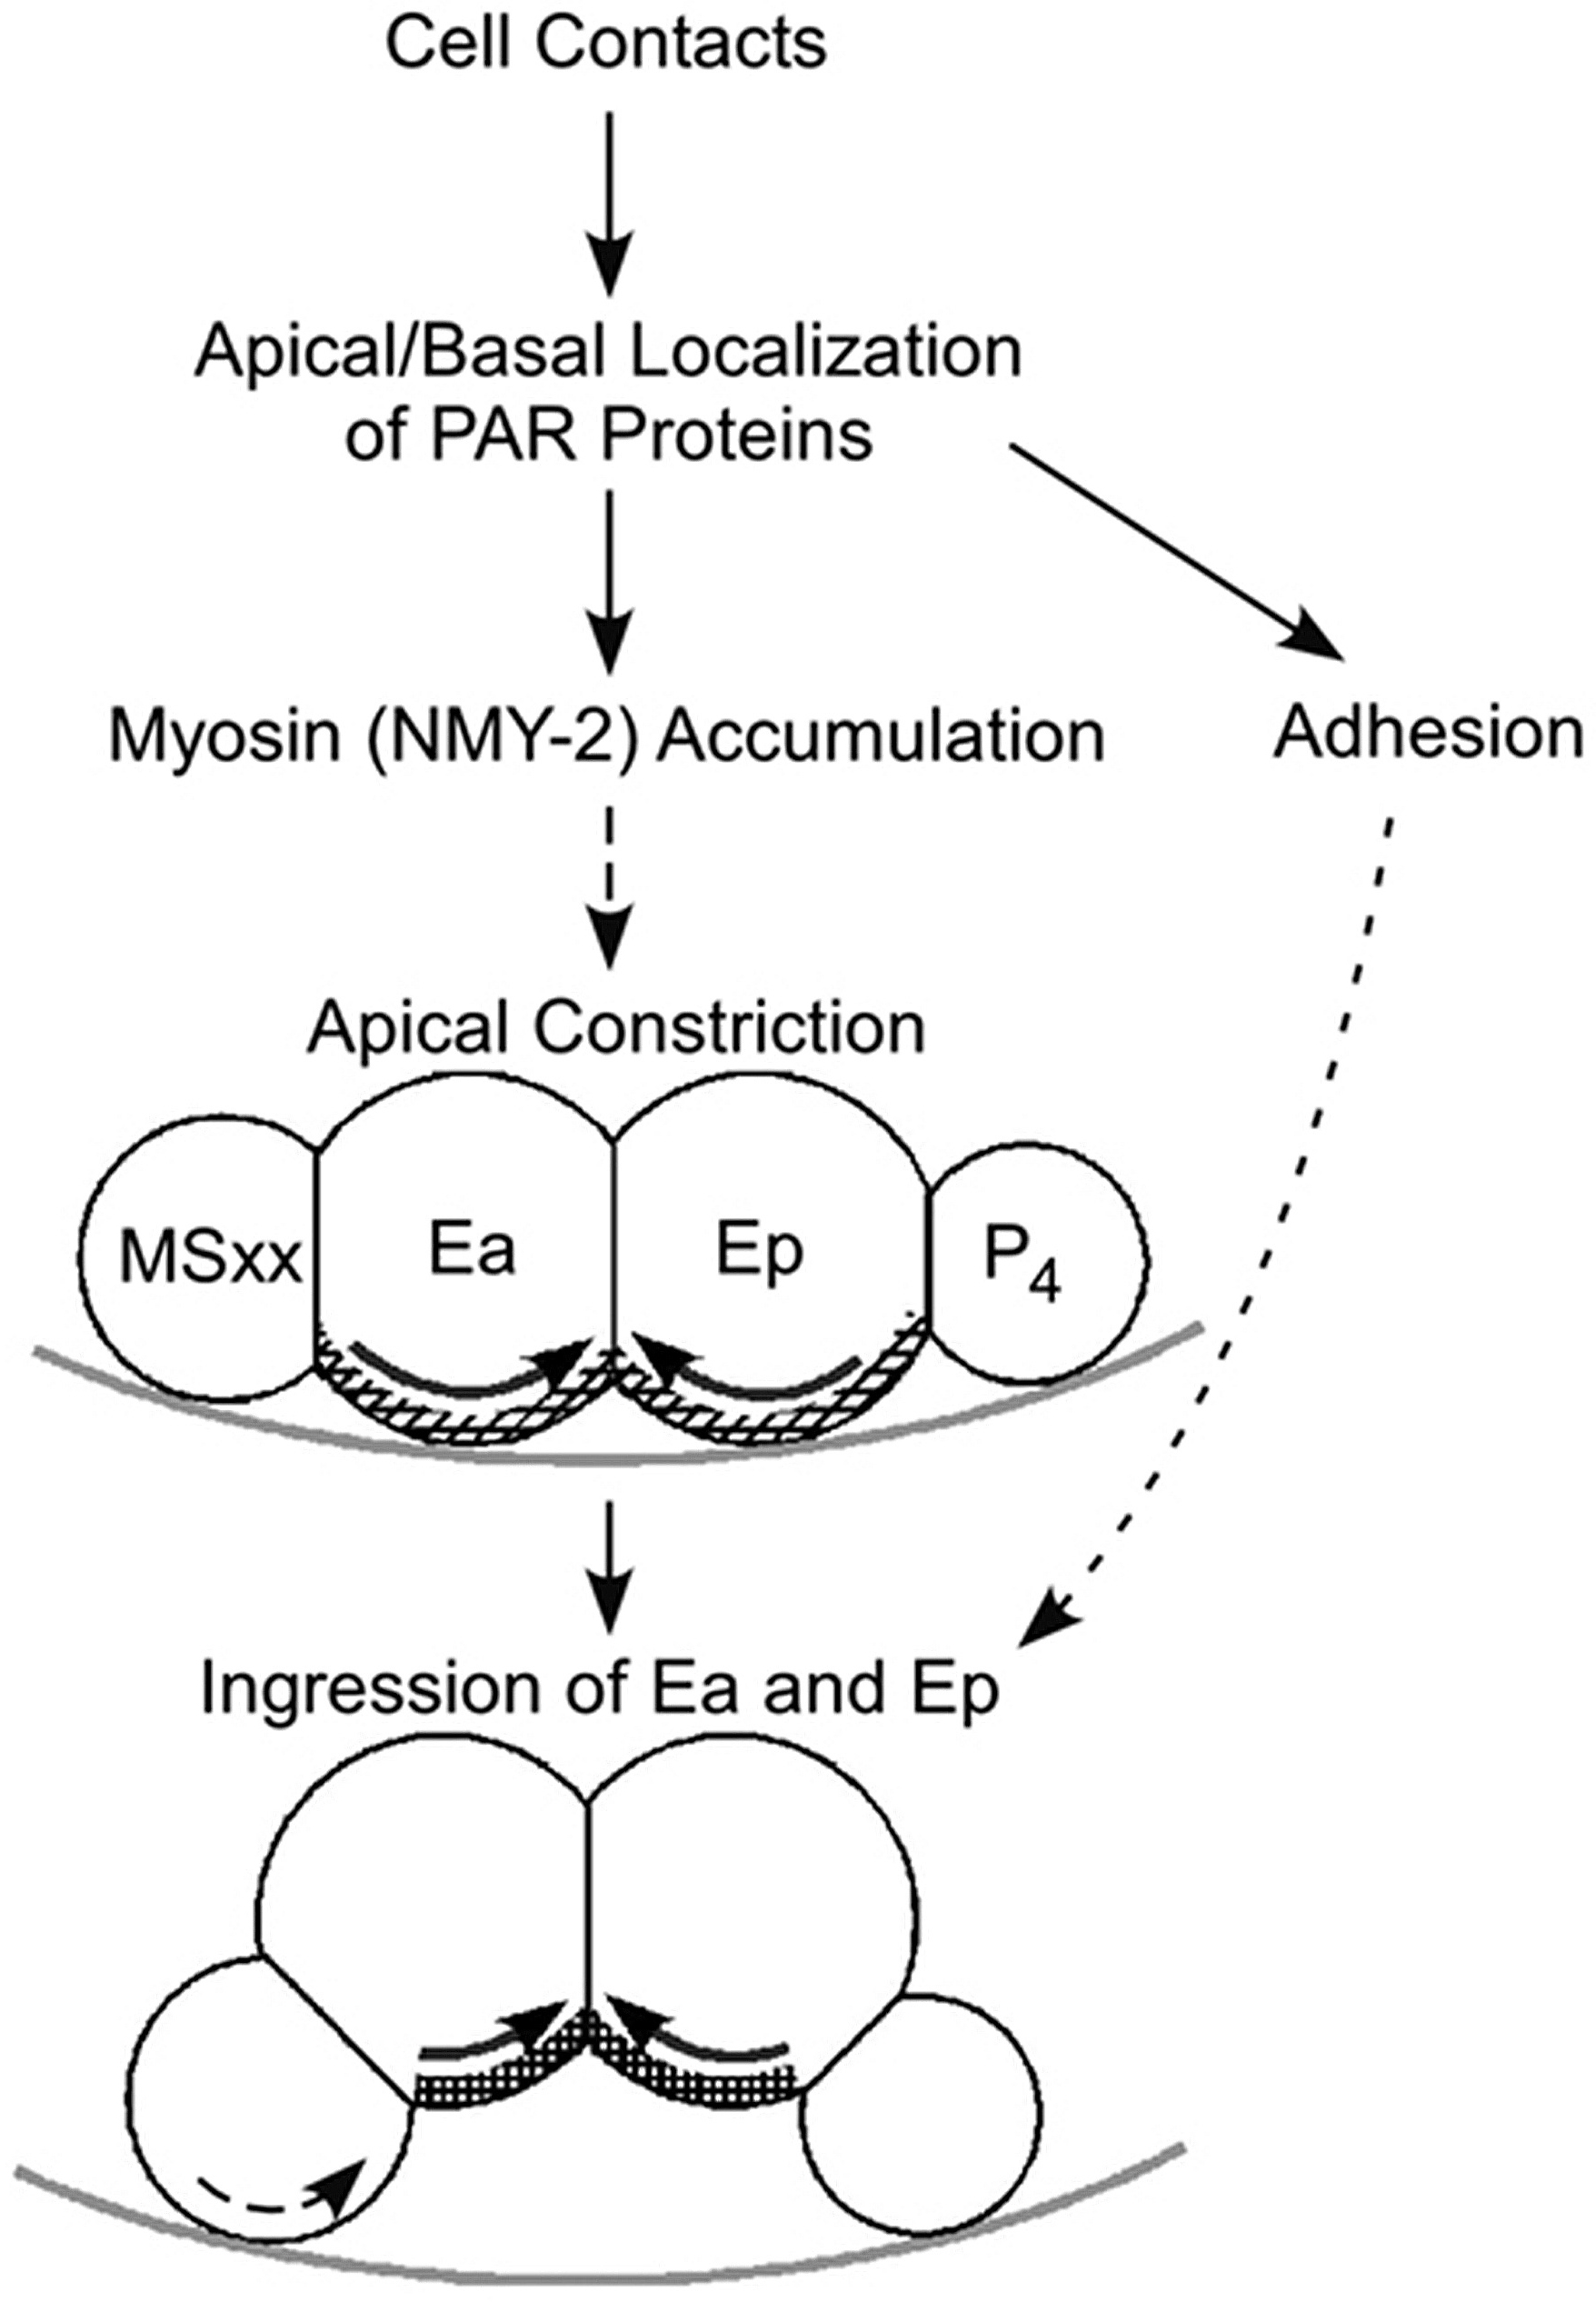 Cell Contacts
Apical/Basal Localization
of PAR Proteins
Myosin (NMY-2) Accumulation
Adhesion
Apical Constriction
MSxx
Ea
Ep
P4
Ingression of Ea and Ep